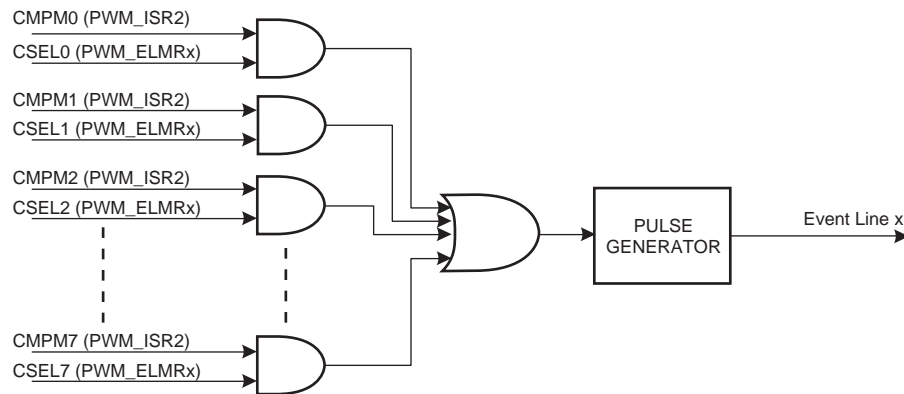 CMPM0 (PWM_ISR2)
CSEL0 (PWM_ELMRx)
CMPM1 (PWM_ISR2)
CSEL1 (PWM_ELMRx)
CMPM2 (PWM_ISR2)
CSEL2 (PWM_ELMRx)
CMPM7 (PWM_ISR2)
CSEL7 (PWM_ELMRx)
PULSE
GENERATOR
Event Line x